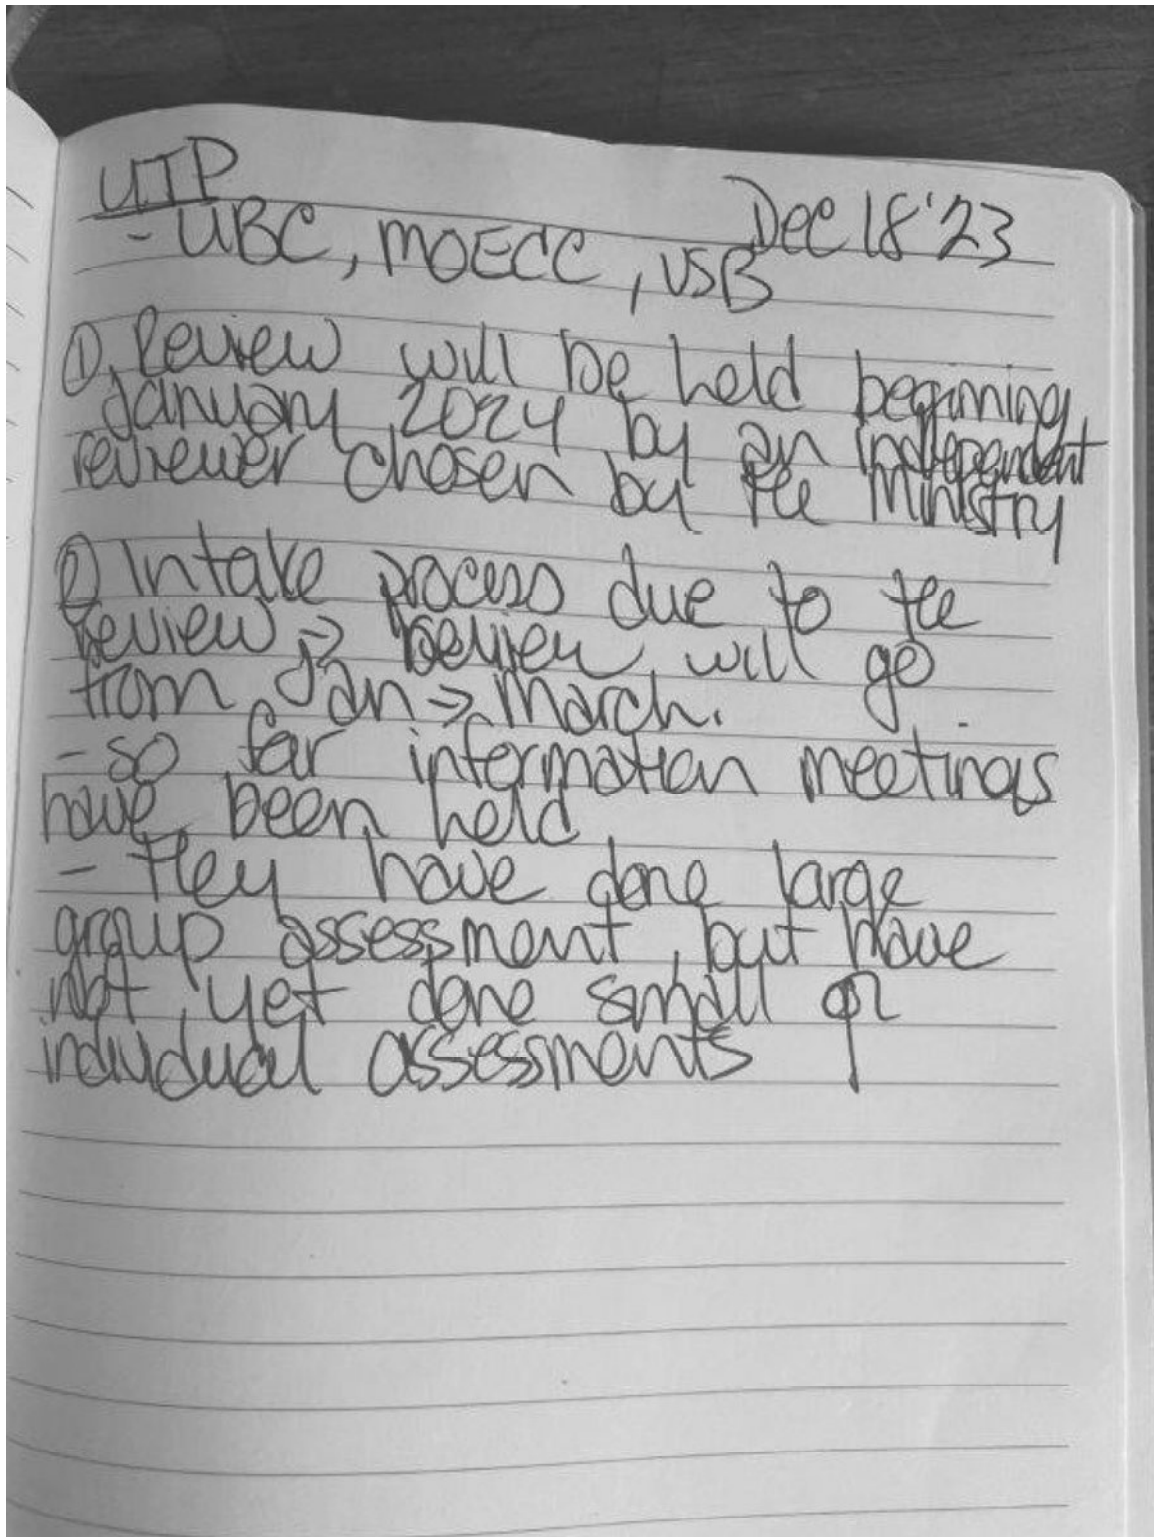 UTP
Dec 18 '23
- UBC, MOECC, VSB
① Review will be held beginning
January 2024 by an independent
reviewer chosen by the Ministry
② Intake process due to the
review → Review will go
from Jan → March.
- so far information meetings
have been held
- They have done large
group assessment, but have
not yet done small or
individual assessments